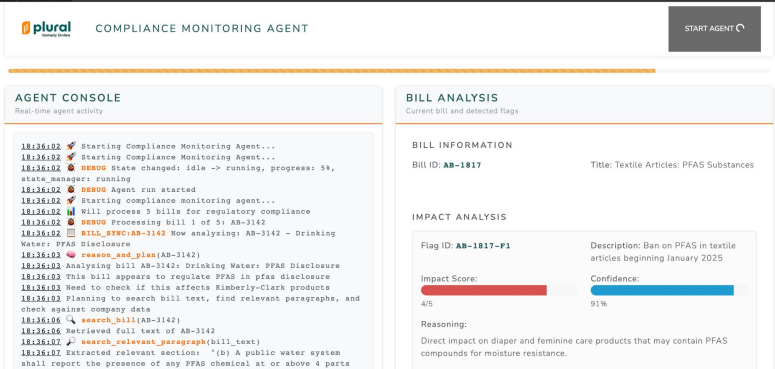 plural
formerly Enview
COMPLIANCE MONITORING AGENT
START AGENT
AGENT CONSOLE
Real-time agent activity
18:36:02 🚀 Starting Compliance Monitoring Agent...
18:36:02 🚀 Starting Compliance Monitoring Agent...
18:36:02 🐞 DEBUG State changed: idle -> running, progress: 5%,
state_manager: running
18:36:02 🐞 DEBUG Agent run started
18:36:02 🚀 Starting compliance monitoring agent...
18:36:02 📊 Will process 5 bills for regulatory compliance
18:36:02 🐞 DEBUG Processing bill 1 of 5: AB-3142
18:36:02 📋 BILL_SYNC:AB-3142 Now analyzing: AB-3142 - Drinking
Water: PFAS Disclosure
18:36:03 🧠 reason_and_plan(AB-3142)
18:36:03 Analyzing bill AB-3142: Drinking Water: PFAS Disclosure
18:36:03 This bill appears to regulate PFAS in pfas disclosure
18:36:03 Need to check if this affects Kimberly-Clark products
18:36:03 Planning to search bill text, find relevant paragraphs, and
check against company data
18:36:06 🔍 search_bill(AB-3142)
18:36:06 Retrieved full text of AB-3142
18:36:07 🔎 search_relevant_paragraph(bill_text)
18:36:07 Extracted relevant section: "(b) A public water system
shall report the presence of any PFAS chemical at or above 4 parts
BILL ANALYSIS
Current bill and detected flags
BILL INFORMATION
Bill ID: AB-1817
Title: Textile Articles: PFAS Substances
IMPACT ANALYSIS
Flag ID: AB-1817-F1
Description: Ban on PFAS in textile
articles beginning January 2025
Impact Score:
4/5
Confidence:
91%
Reasoning:
Direct impact on diaper and feminine care products that may contain PFAS
compounds for moisture resistance.